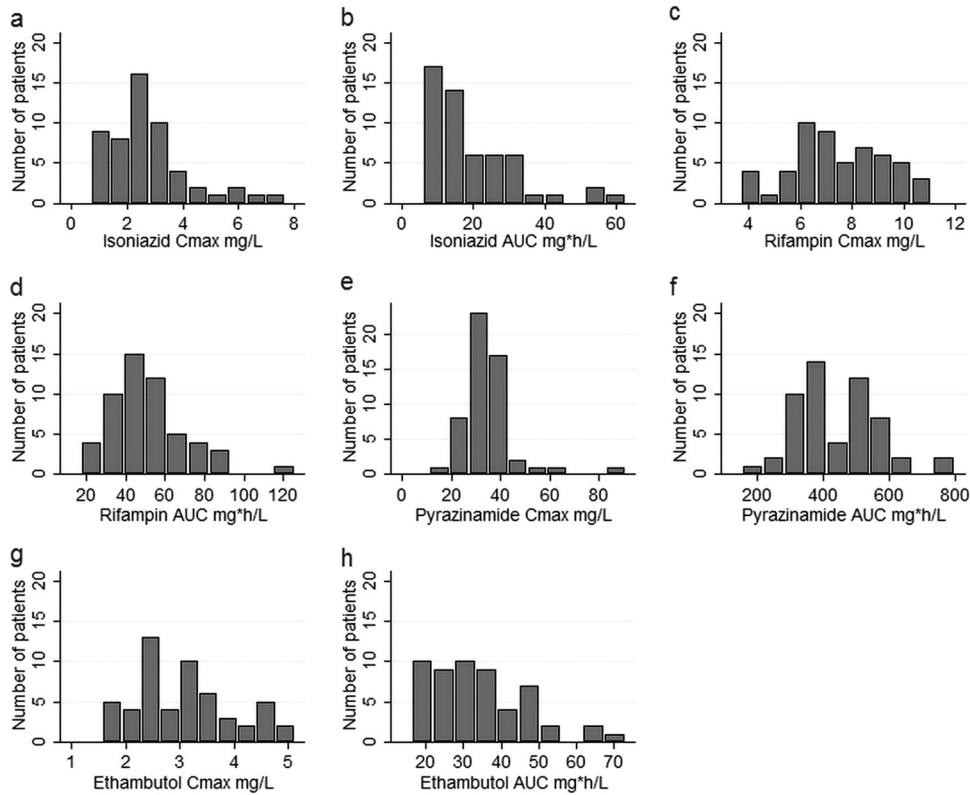 a
Number of patients
0 5 10 15 20
0 2 4 6 8
Isoniazid Cmax mg/L
b
Number of patients
0 5 10 15 20
0 20 40 60
Isoniazid AUC mg*h/L
c
Number of patients
0 5 10 15 20
4 6 8 10 12
Rifampin Cmax mg/L
d
Number of patients
0 5 10 15 20
20 40 60 80 100 120
Rifampin AUC mg*h/L
e
Number of patients
0 5 10 15 20
0 20 40 60 80
Pyrazinamide Cmax mg/L
f
Number of patients
0 5 10 15 20
200 400 600 800
Pyrazinamide AUC mg*h/L
g
Number of patients
0 5 10 15 20
1 2 3 4 5
Ethambutol Cmax mg/L
h
Number of patients
0 5 10 15 20
20 30 40 50 60 70
Ethambutol AUC mg*h/L